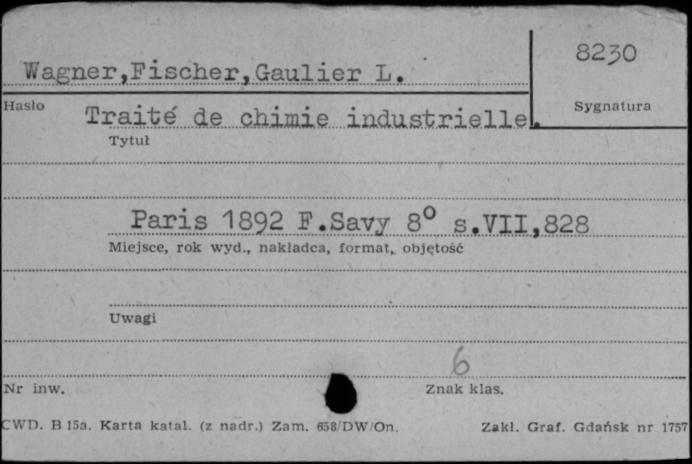 8230
Wagner,Fischer,Gaulier L.
Hasło
Sygnatura
Traité de chimie industrielle.
Tytuł
Paris 1892 F.Savy 8° s.VII,828
Miejsce, rok wyd., nakładca, format, objętość
Uwagi
6
Nr inw.
Znak klas.
CWD. B 15a. Karta katal. (z nadr.) Zam. 658/DW/On.
Zakł. Graf. Gdańsk nr 1757